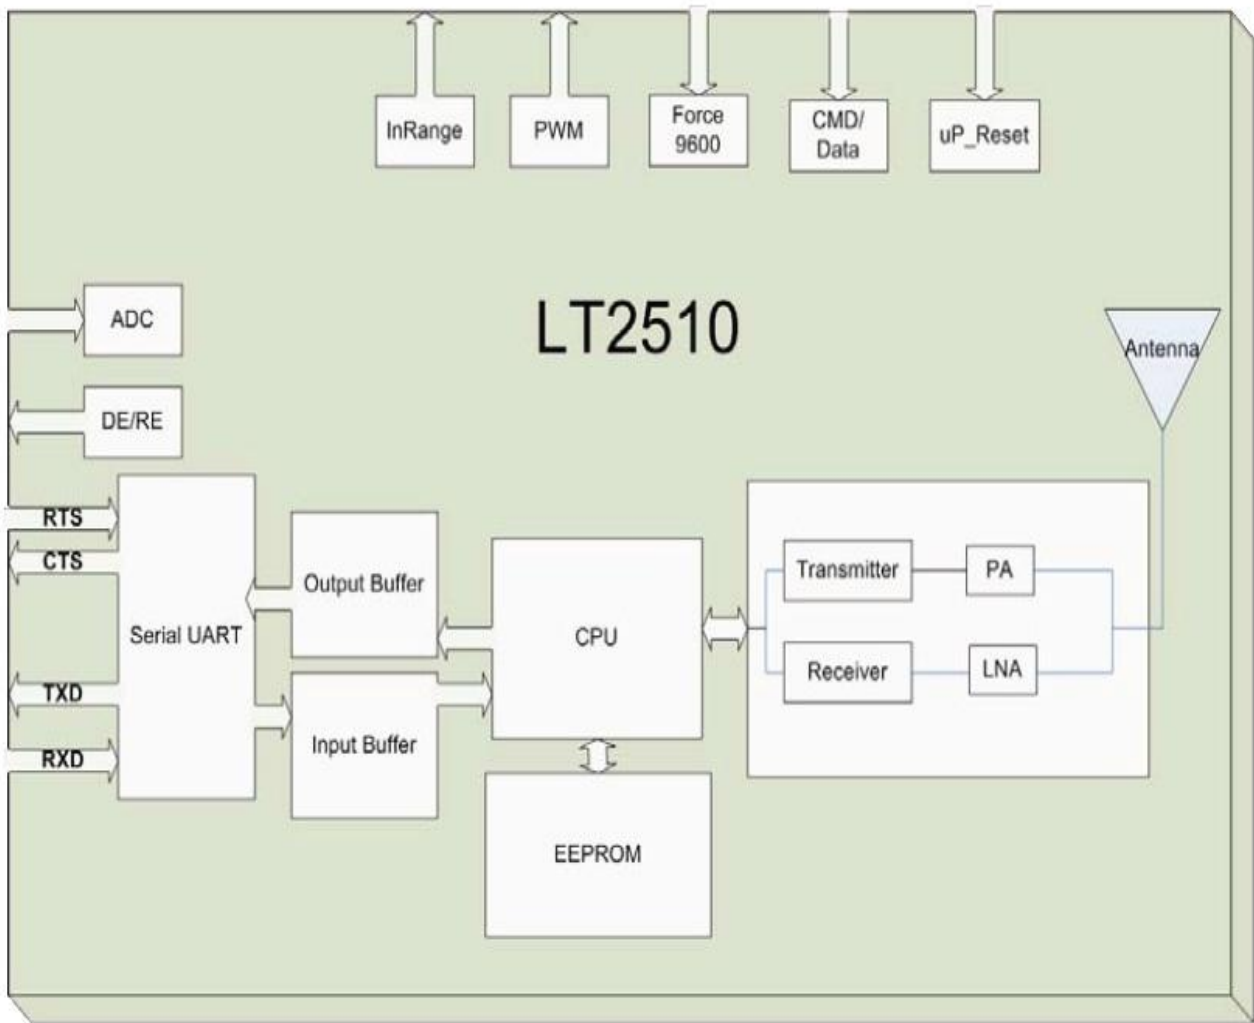 InRange
PWM
Force
9600
CMD/
Data
uP_Reset
ADC
LT2510
Antenna
DE/RE
RTS
CTS
Output Buffer
Transmitter
PA
Serial UART
CPU
TXD
Receiver
LNA
RXD
Input Buffer
EEPROM